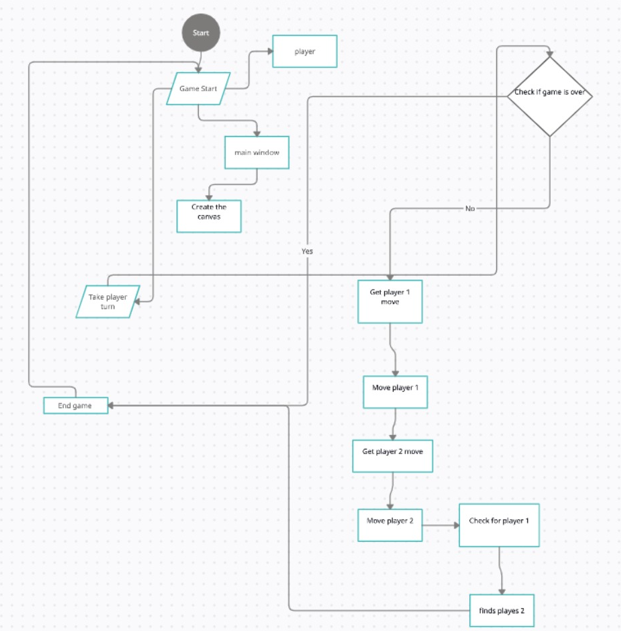 Start
player
Game Start
Check if game is over
main window
Create the
canvas
No
Yes
Take player
turn
Get player 1
move
Move player 1
End game
Get player 2 move
Move player 2
Check for player 1
finds playes 2